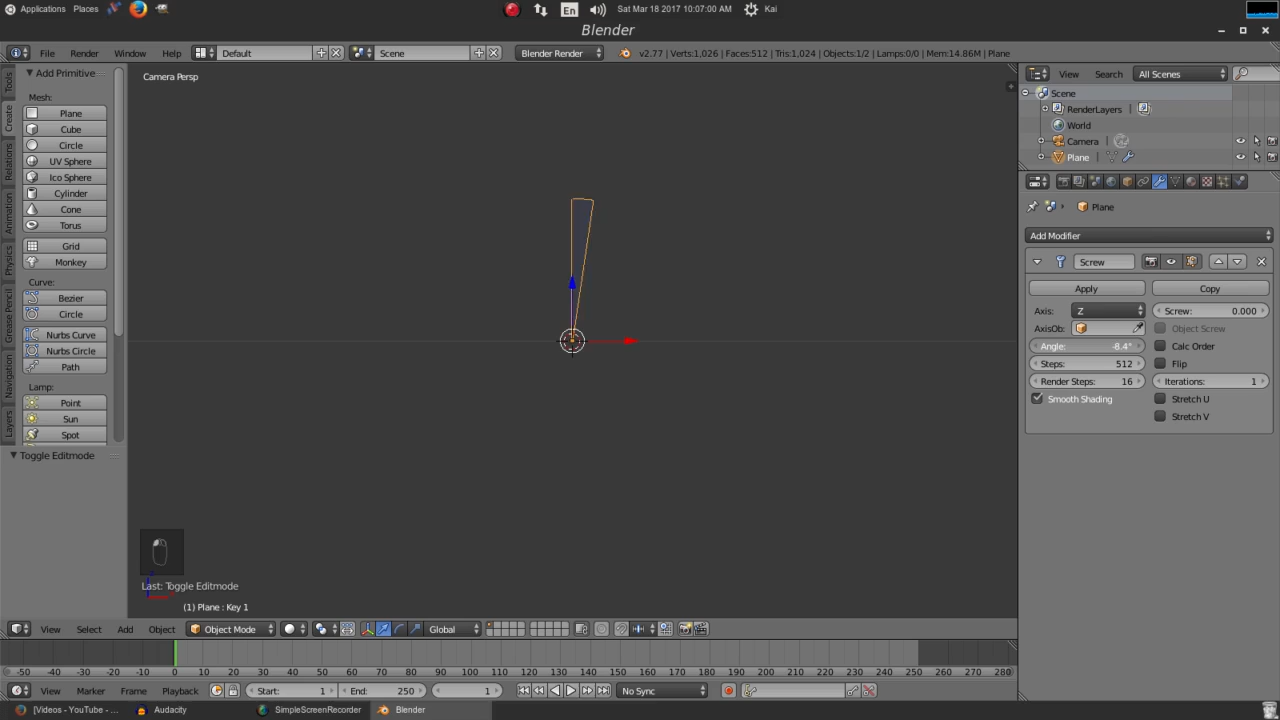 Applications Places En Sat Mar 18 2017 10:07:00 AM Kai
Blender
File Render Window Help Default Scene Blender Render v2.77 | Verts:1,026 | Faces:512 | Tris:1,024 | Objects:1/2 | Lamps:0/0 | Mem:14.86M | Plane
Tools
Create
Relations
Animation
Physics
Grease Pencil
Navigation
Layers
Add Primitive
Mesh:
Plane
Cube
Circle
UV Sphere
Ico Sphere
Cylinder
Cone
Torus
Grid
Monkey
Curve:
Bezier
Circle
Nurbs Curve
Nurbs Circle
Path
Lamp:
Point
Sun
Spot
Toggle Editmode
Camera Persp
Last: Toggle Editmode
(1) Plane : Key 1
View Select Add Object Object Mode Global
View Search All Scenes
Scene
RenderLayers
World
Camera
Plane
Plane
Add Modifier
Screw
Apply Copy
Axis: Z Screw: 0.000
AxisOb: Object Screw
Angle: -8.4° Calc Order
Steps: 512 Flip
Render Steps: 16 Iterations: 1
Smooth Shading Stretch U
Stretch V
-50 -40 -30 -20 -10 0 10 20 30 40 50 60 70 80 90 100 110 120 130 140 150 160 170 180 190 200 210 220 230 240 250 260 270 280
View Marker Frame Playback Start: 1 End: 250 1 No Sync
[Videos - YouTube - ... Audacity SimpleScreenRecorder Blender